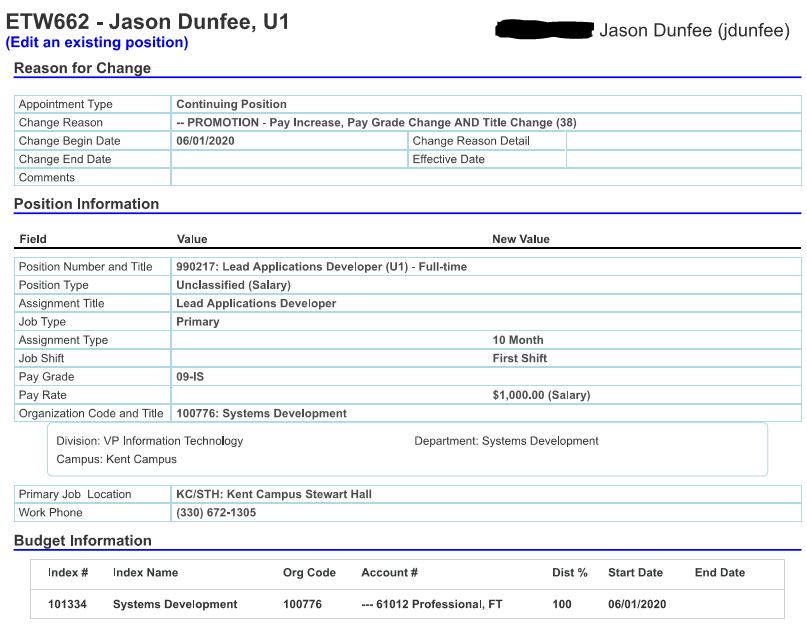 ETW662 - Jason Dunfee, U1
Jason Dunfee (jdunfee)
(Edit an existing position)
Reason for Change
Appointment Type Continuing Position
Change Reason -- PROMOTION - Pay Increase, Pay Grade Change AND Title Change (38)
Change Begin Date 06/01/2020 Change Reason Detail
Change End Date Effective Date
Comments
Position Information
Field Value New Value
Position Number and Title 990217: Lead Applications Developer (U1) - Full-time
Position Type Unclassified (Salary)
Assignment Title Lead Applications Developer
Job Type Primary
Assignment Type 10 Month
Job Shift First Shift
Pay Grade 09-IS
Pay Rate $1,000.00 (Salary)
Organization Code and Title 100776: Systems Development
Division: VP Information Technology Department: Systems Development
Campus: Kent Campus
Primary Job Location KC/STH: Kent Campus Stewart Hall
Work Phone (330) 672-1305
Budget Information
Index # Index Name Org Code Account # Dist % Start Date End Date
101334 Systems Development 100776 --- 61012 Professional, FT 100 06/01/2020